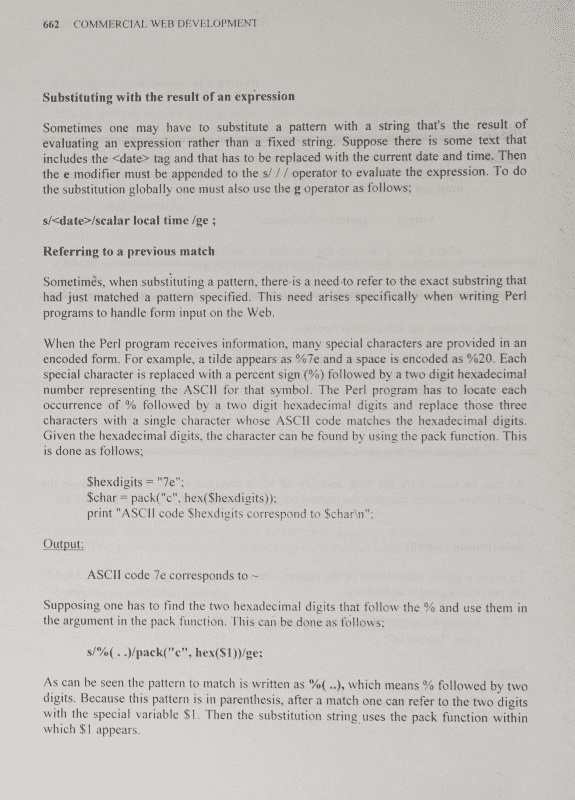 662 COMMERCIAL WEB DEVELOPMENT
Substituting with the result of an expression
Sometimes one may have to substitute a pattern with a string that's the result of
evaluating an expression rather than a fixed string. Suppose there is some text that
includes the <date> tag and that has to be replaced with the current date and time. Then
the e modifier must be appended to the s/ / / operator to evaluate the expression. To do
the substitution globally one must also use the g operator as follows;
s/<date>/scalar local time /ge ;
Referring to a previous match
Sometimes, when substituting a pattern, there is a need to refer to the exact substring that
had just matched a pattern specified. This need arises specifically when writing Perl
programs to handle form input on the Web.
When the Perl program receives information, many special characters are provided in an
encoded form. For example, a tilde appears as %7e and a space is encoded as %20. Each
special character is replaced with a percent sign (%) followed by a two digit hexadecimal
number representing the ASCII for that symbol. The Perl program has to locate each
occurrence of % followed by a two digit hexadecimal digits and replace those three
characters with a single character whose ASCII code matches the hexadecimal digits.
Given the hexadecimal digits, the character can be found by using the pack function. This
is done as follows;
$hexdigits = "7e";
$char = pack("c", hex($hexdigits));
print "ASCII code $hexdigits correspond to $char\n";
Output:
ASCII code 7e corresponds to ~
Supposing one has to find the two hexadecimal digits that follow the % and use them in
the argument in the pack function. This can be done as follows;
s/%( . .)/pack("c", hex($1))/ge;
As can be seen the pattern to match is written as %( ..), which means % followed by two
digits. Because this pattern is in parenthesis, after a match one can refer to the two digits
with the special variable $1. Then the substitution string uses the pack function within
which $1 appears.